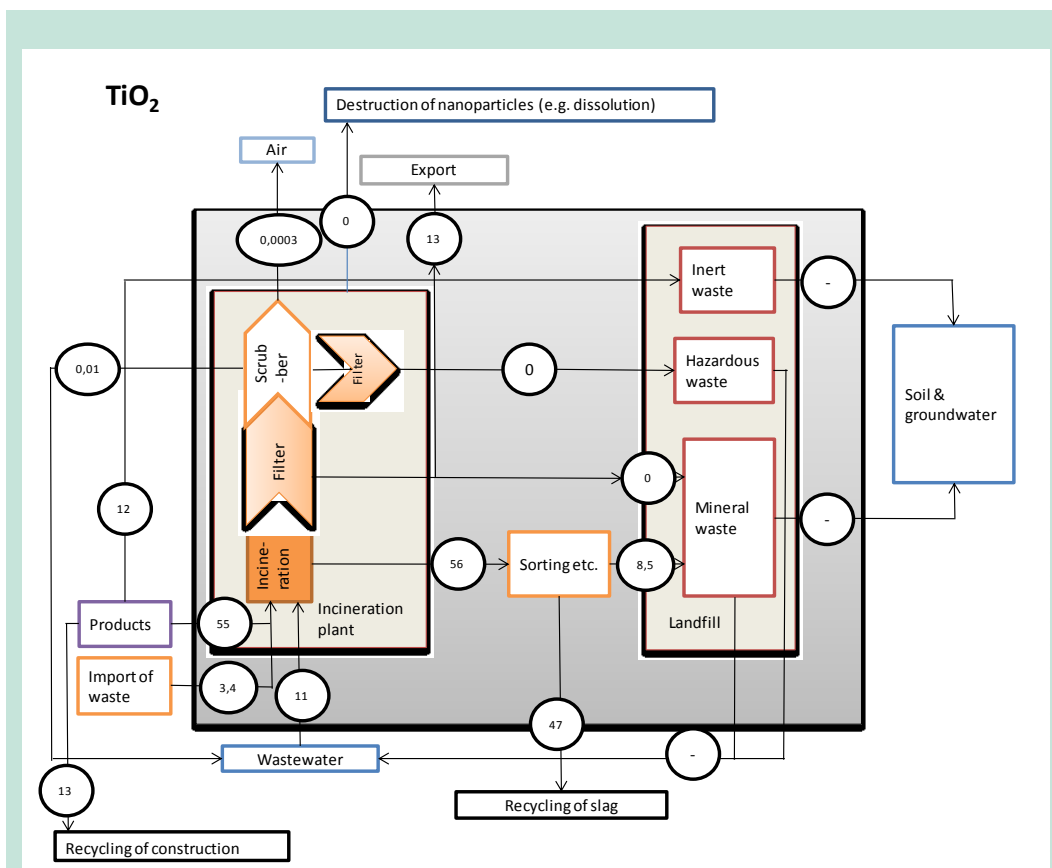 TiO2
Destruction of nanoparticles (e.g. dissolution)
Air
Export
0,0003
0
13
Inert
waste
-
0,01
Scrub
-ber
Filter
0
Hazardous
waste
Soil &
groundwater
Filter
0
Mineral
waste
-
12
Incine-
ration
56
Sorting etc.
8,5
Incineration
plant
Landfill
Products
55
Import of
waste
3,4
11
47
-
Wastewater
13
Recycling of slag
Recycling of construction